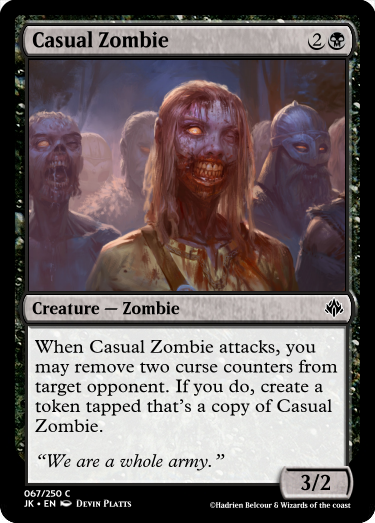 Casual Zombie 2
Creature — Zombie
When Casual Zombie attacks, you
may remove two curse counters from
target opponent. If you do, create a
token tapped that's a copy of Casual
Zombie.
“We are a whole army.”
3/2
067/250 C
JK • EN DEVIN PLATTS
©Hadrien Belcour & Wizards of the coast